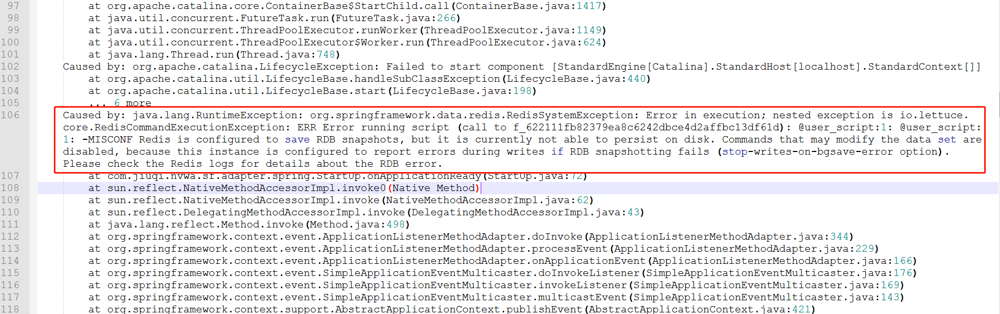 97 at org.apache.catalina.core.ContainerBase$StartChild.call(ContainerBase.java:1417)
98 at java.util.concurrent.FutureTask.run(FutureTask.java:266)
99 at java.util.concurrent.ThreadPoolExecutor.runWorker(ThreadPoolExecutor.java:1149)
100 at java.util.concurrent.ThreadPoolExecutor$Worker.run(ThreadPoolExecutor.java:624)
101 at java.lang.Thread.run(Thread.java:748)
102 Caused by: org.apache.catalina.LifecycleException: Failed to start component [StandardEngine[Catalina].StandardHost[localhost].StandardContext[]]
103 at org.apache.catalina.util.LifecycleBase.handleSubClassException(LifecycleBase.java:440)
104 at org.apache.catalina.util.LifecycleBase.start(LifecycleBase.java:198)
105 ... 6 more
106 Caused by: java.lang.RuntimeException: org.springframework.data.redis.RedisSystemException: Error in execution; nested exception is io.lettuce.
core.RedisCommandExecutionException: ERR Error running script (call to f_622111fb82379ea8c6242dbce4d2affbc13df61d): @user_script:1: @user_script:
1: -MISCONF Redis is configured to save RDB snapshots, but it is currently not able to persist on disk. Commands that may modify the data set are
disabled, because this instance is configured to report errors during writes if RDB snapshotting fails (stop-writes-on-bgsave-error option).
Please check the Redis logs for details about the RDB error.
107 at com.jiuqi.nvwa.sf.adapter.spring.StartUp.onApplicationReady(StartUp.java:72)
108 at sun.reflect.NativeMethodAccessorImpl.invoke0(Native Method)
109 at sun.reflect.NativeMethodAccessorImpl.invoke(NativeMethodAccessorImpl.java:62)
110 at sun.reflect.DelegatingMethodAccessorImpl.invoke(DelegatingMethodAccessorImpl.java:43)
111 at java.lang.reflect.Method.invoke(Method.java:498)
112 at org.springframework.context.event.ApplicationListenerMethodAdapter.doInvoke(ApplicationListenerMethodAdapter.java:344)
113 at org.springframework.context.event.ApplicationListenerMethodAdapter.processEvent(ApplicationListenerMethodAdapter.java:229)
114 at org.springframework.context.event.ApplicationListenerMethodAdapter.onApplicationEvent(ApplicationListenerMethodAdapter.java:166)
115 at org.springframework.context.event.SimpleApplicationEventMulticaster.doInvokeListener(SimpleApplicationEventMulticaster.java:176)
116 at org.springframework.context.event.SimpleApplicationEventMulticaster.invokeListener(SimpleApplicationEventMulticaster.java:169)
117 at org.springframework.context.event.SimpleApplicationEventMulticaster.multicastEvent(SimpleApplicationEventMulticaster.java:143)
118 at org.springframework.context.support.AbstractApplicationContext.publishEvent(AbstractApplicationContext.java:421)